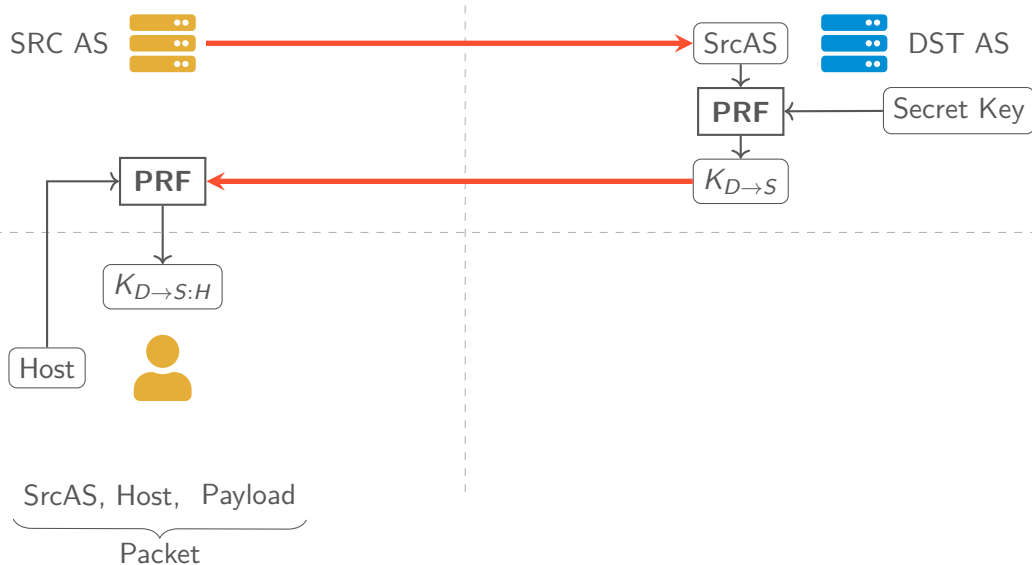 SRC AS
SrcAS
DST AS
PRF
Secret Key
PRF
K_{D→S}
K_{D→S:H}
Host
SrcAS, Host, Payload
Packet